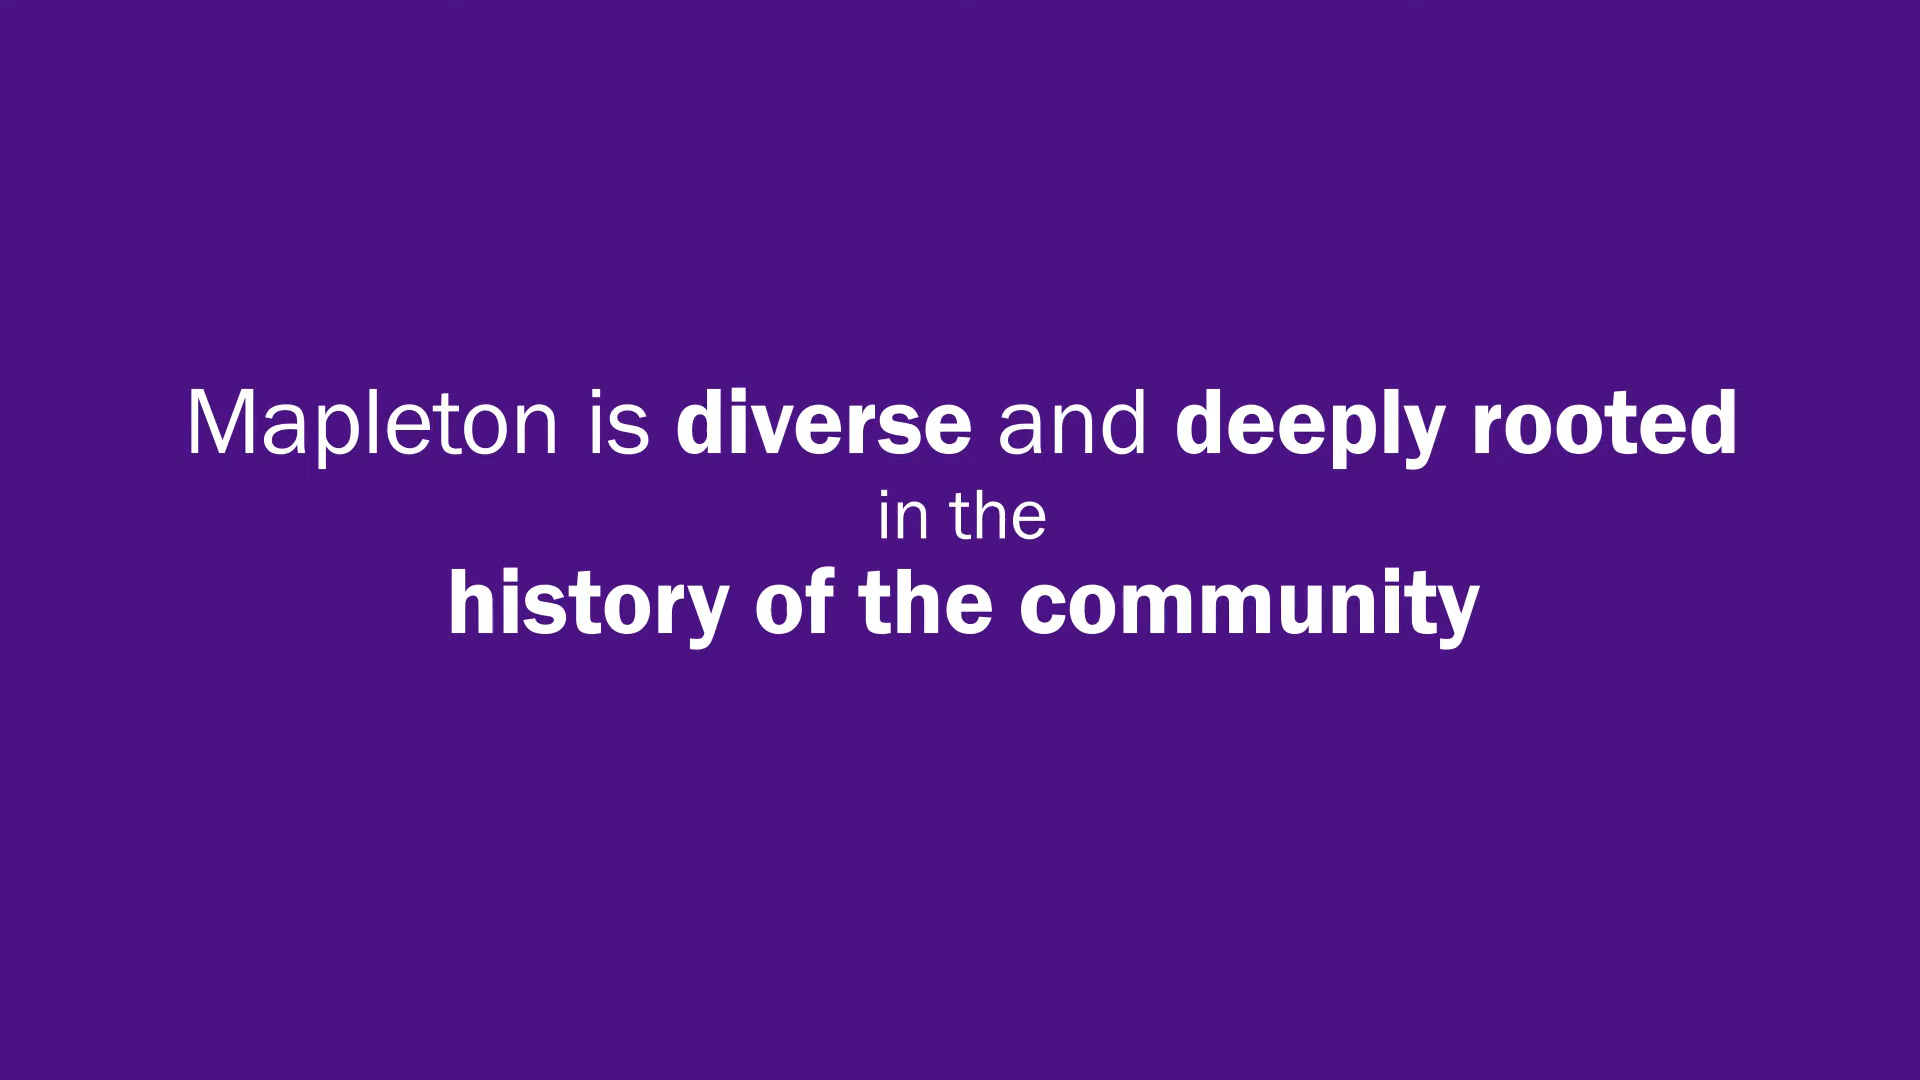 Mapleton is diverse and deeply rooted
in the
history of the community